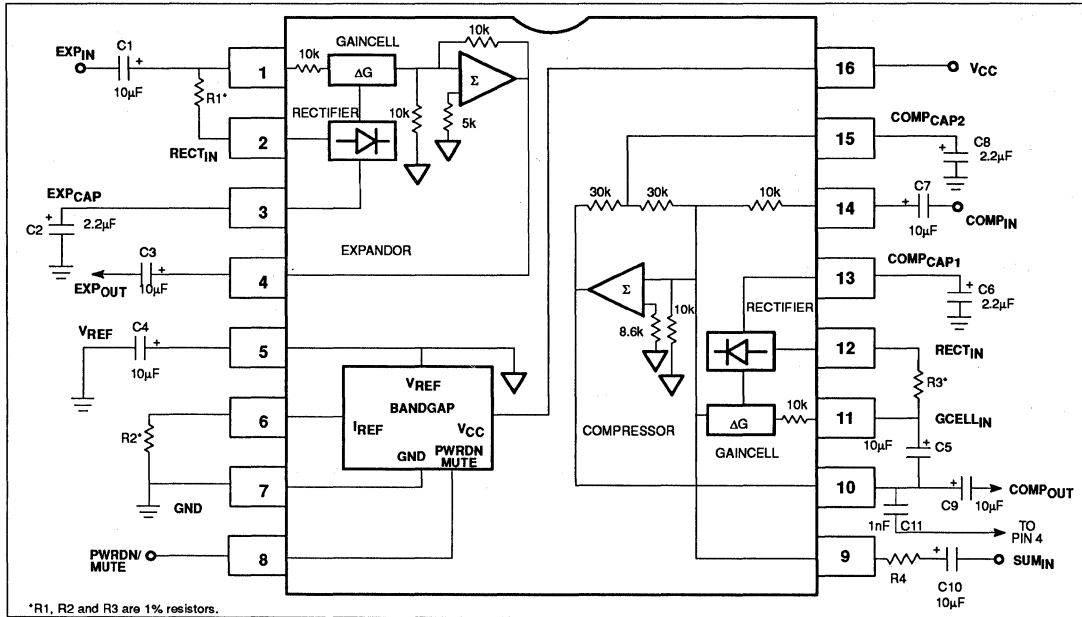 EXPIN
C1
+
10µF
R1*
RECTIN
1
2
10k
GAINCELL
ΔG
10k
Σ
10k
5k
RECTIFIER
16
VCC
15
COMPCAP2
+
C8
2.2µF
EXPCAP
+
C2
2.2µF
3
30k
30k
10k
14
C7
+
10µF
COMPIN
EXPANDOR
C3
+
10µF
EXPOUT
4
13
COMPCAP1
+
C6
2.2µF
Σ
10k
8.6k
RECTIFIER
VREF
C4
+
10µF
5
12
RECTIN
R3*
VREF
BANDGAP
IREF
VCC
GND
PWRDN
MUTE
6
R2*
10k
ΔG
GAINCELL
COMPRESSOR
11
GCELLIN
10µF
+
C5
7
GND
10
+
C9
10µF
COMPOUT
1nF
C11
TO
PIN 4
PWRDN/
MUTE
8
9
R4
+
C10
10µF
SUMIN
*R1, R2 and R3 are 1% resistors.